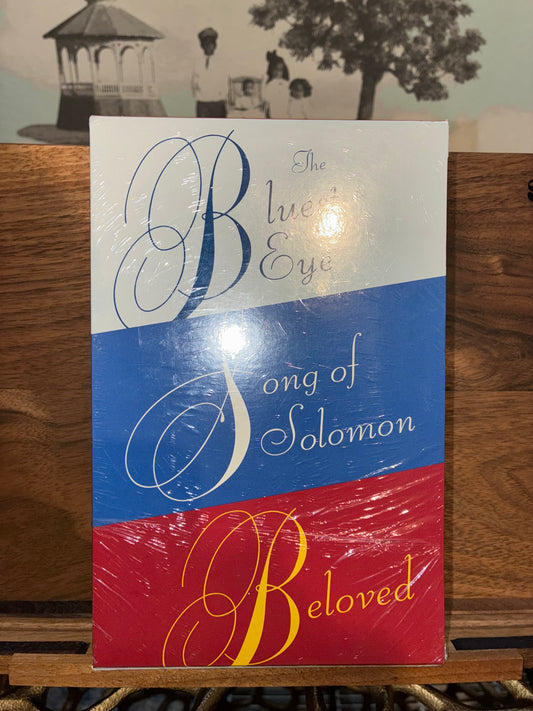 The
Bluest
Eye
Song of
Solomon
Beloved